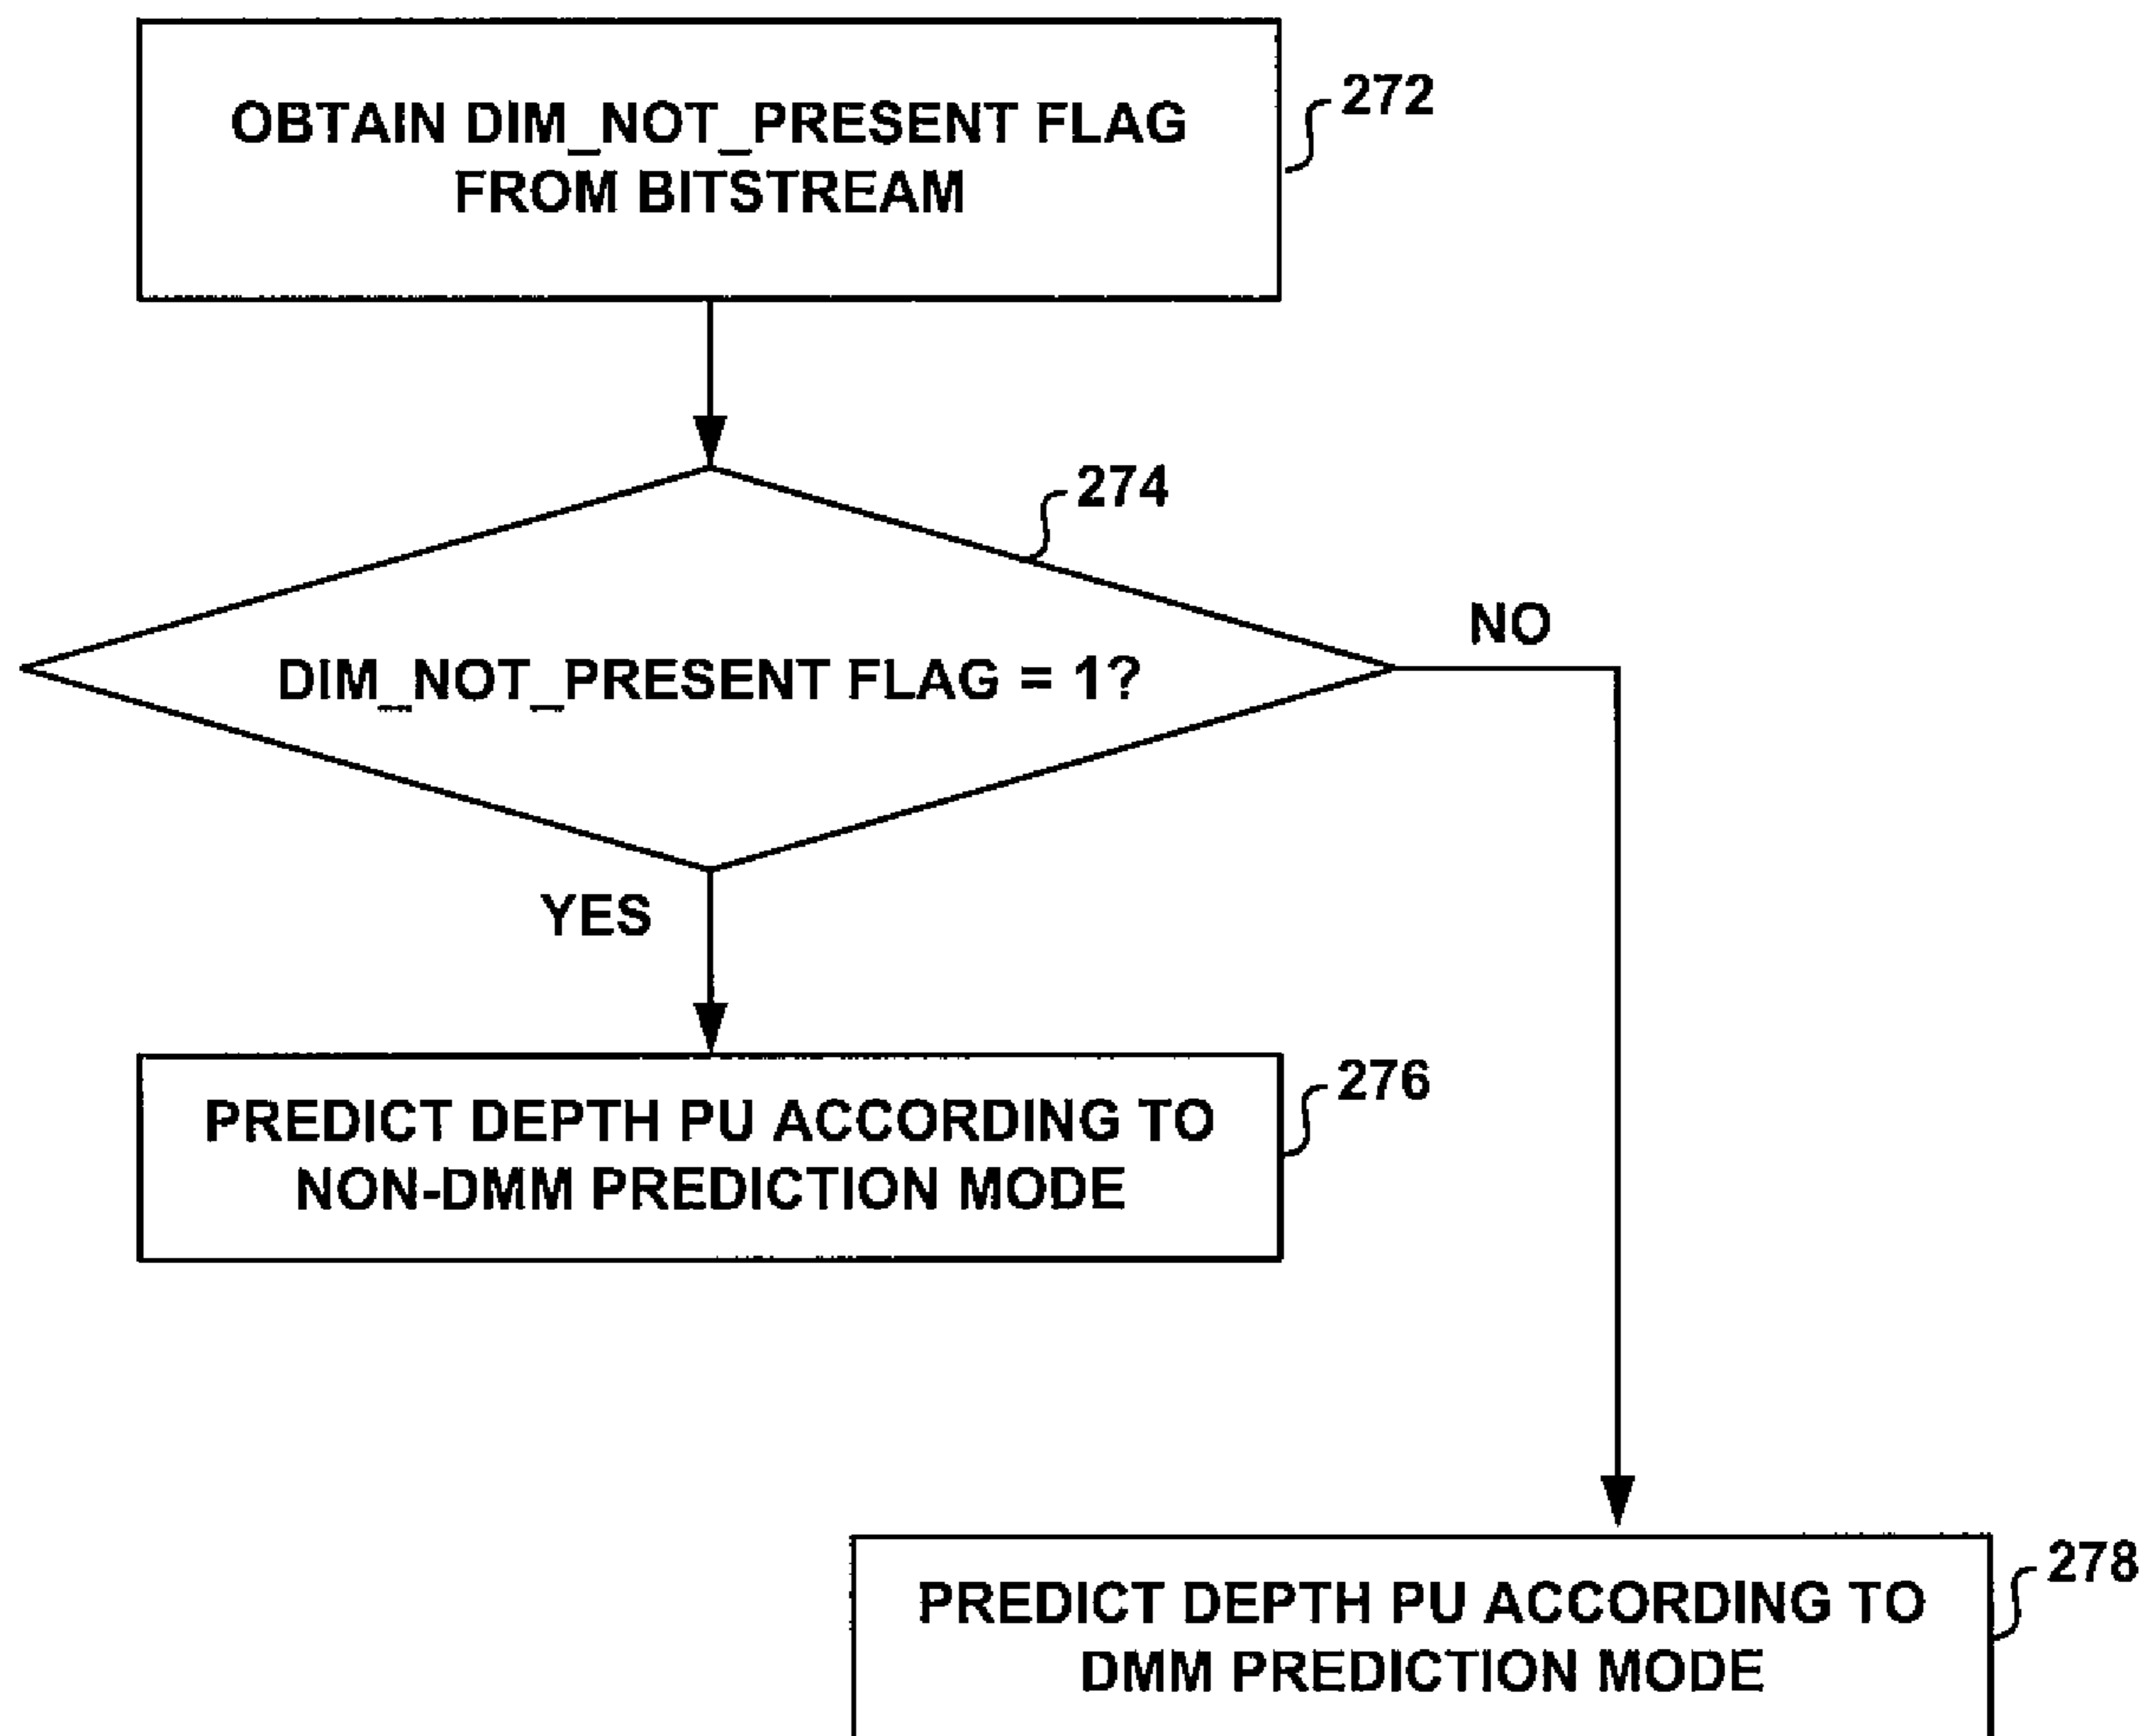 OBTAIN DIM_NOT_PRESENT FLAG
FROM BITSTREAM
272
274
DIM_NOT_PRESENT FLAG = 1?
NO
YES
PREDICT DEPTH PU ACCORDING TO
NON-DMM PREDICTION MODE
276
PREDICT DEPTH PU ACCORDING TO
DMM PREDICTION MODE
278